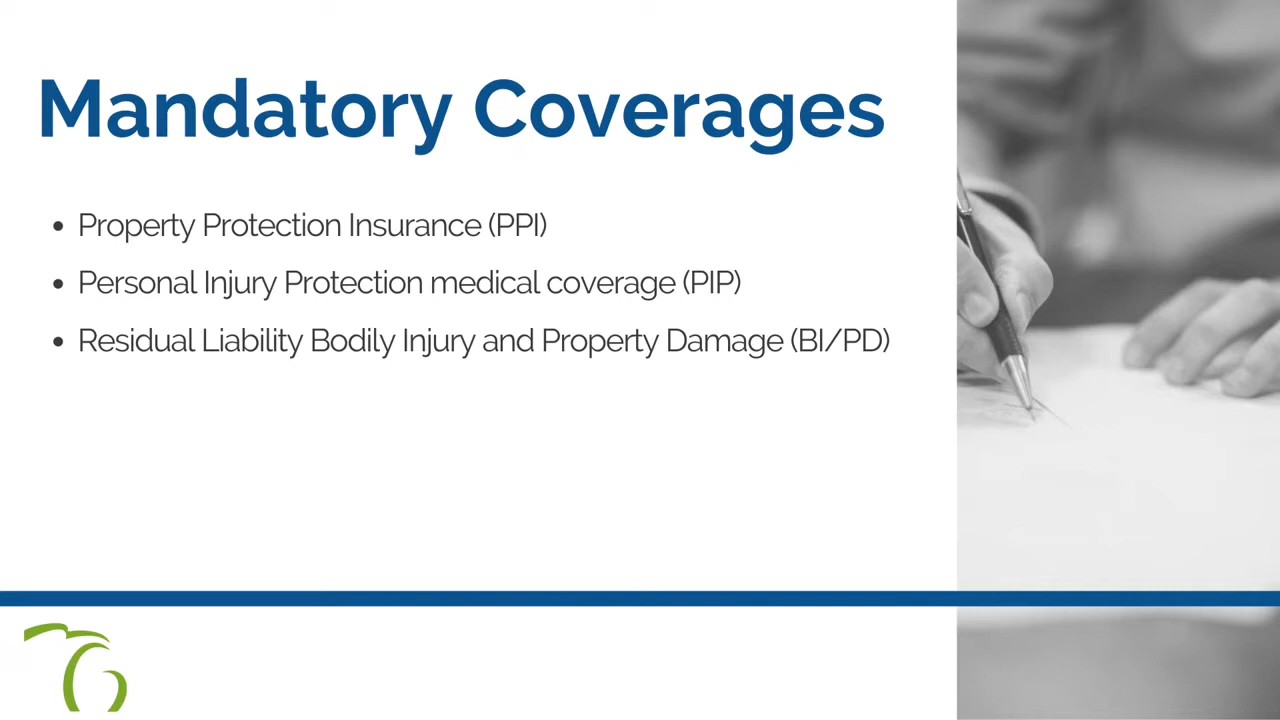 Mandatory Coverages
• Property Protection Insurance (PPI)
• Personal Injury Protection medical coverage (PIP)
• Residual Liability Bodily Injury and Property Damage (BI/PD)